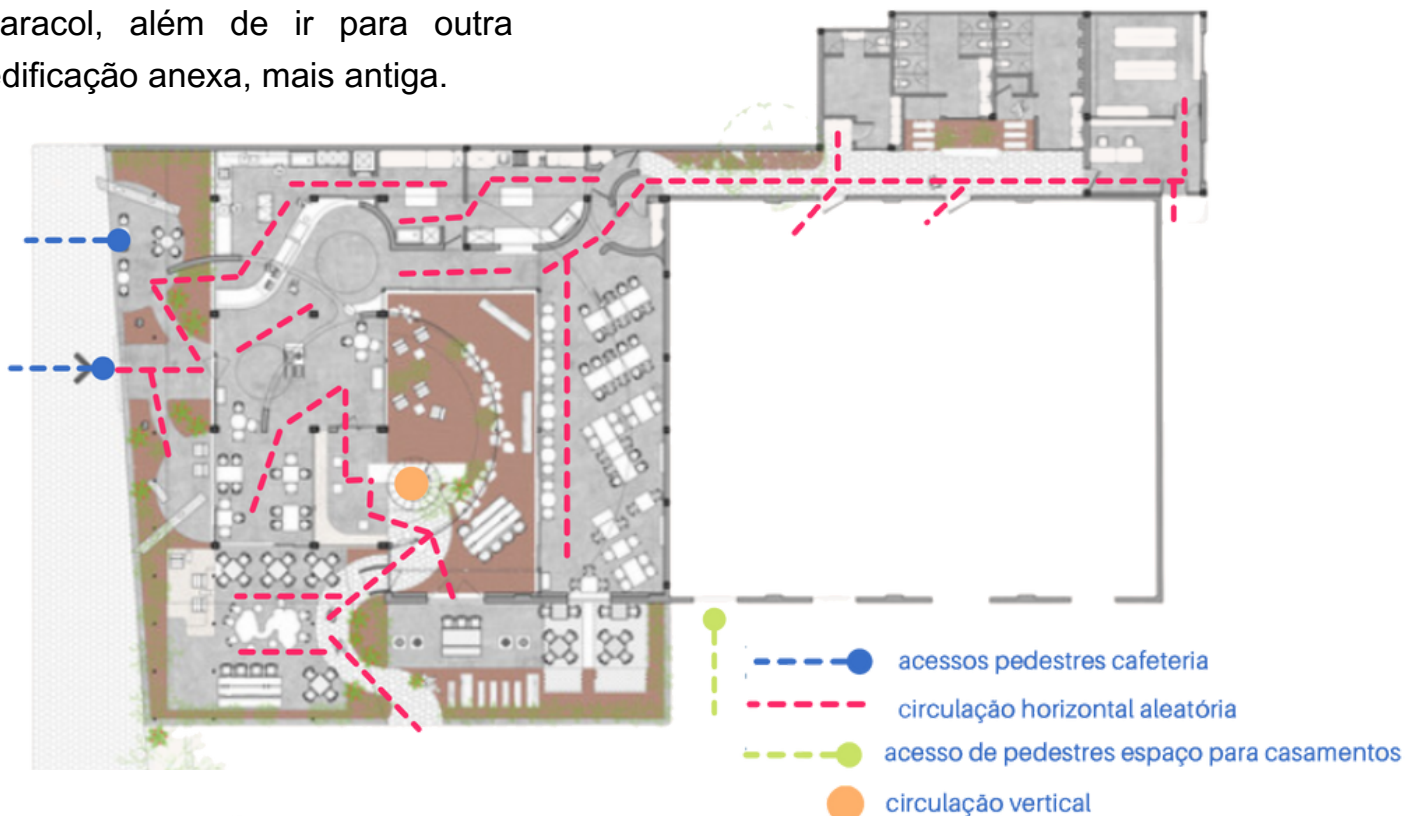 aracol, além de ir para outra
edificação anexa, mais antiga.
acessos pedestres cafeteria
circulação horizontal aleatória
acesso de pedestres espaço para casamentos
circulação vertical